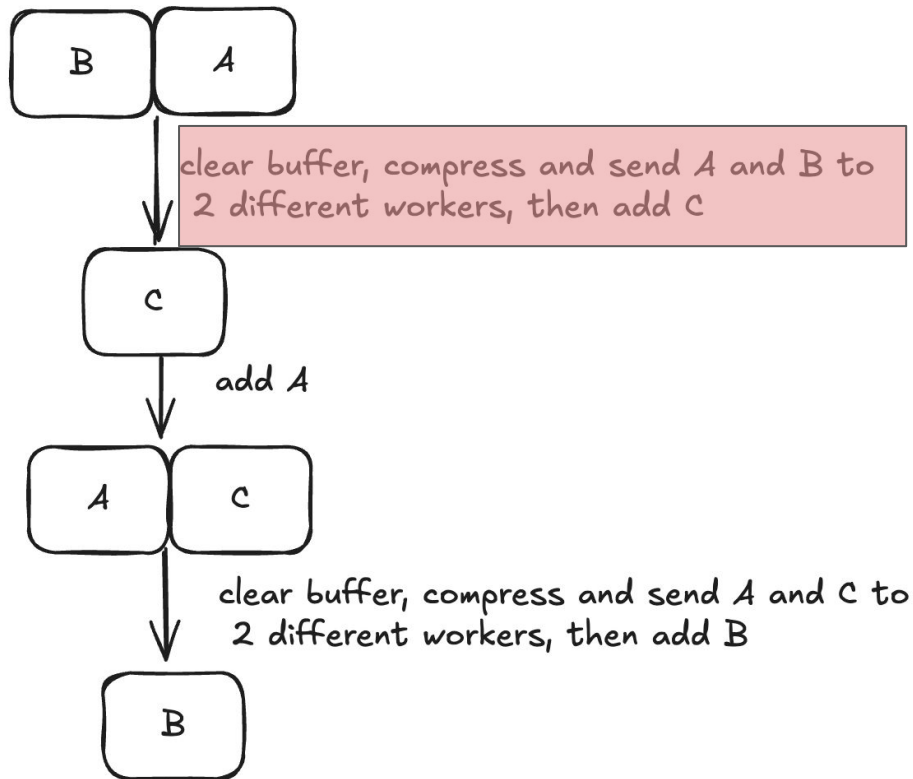 B A
clear buffer, compress and send A and B to
2 different workers, then add C
C
add A
A C
clear buffer, compress and send A and C to
2 different workers, then add B
B